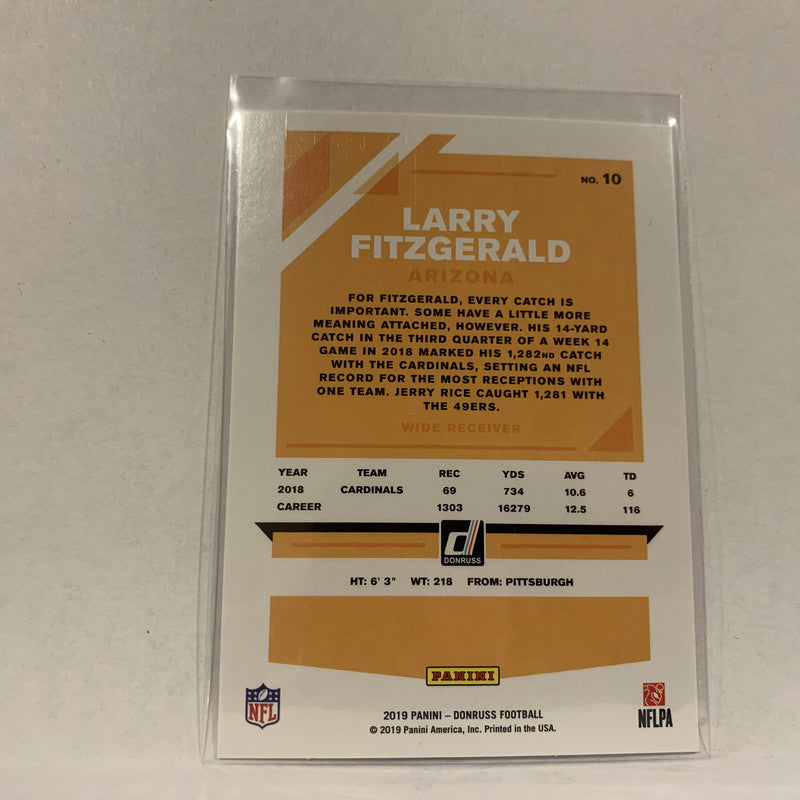 NO. 10
LARRY
FITZGERALD
ARIZONA
FOR FITZGERALD, EVERY CATCH IS
IMPORTANT. SOME HAVE A LITTLE MORE
MEANING ATTACHED, HOWEVER. HIS 14-YARD
CATCH IN THE THIRD QUARTER OF A WEEK 14
GAME IN 2018 MARKED HIS 1,282ND CATCH
WITH THE CARDINALS, SETTING AN NFL
RECORD FOR THE MOST RECEPTIONS WITH
ONE TEAM. JERRY RICE CAUGHT 1,281 WITH
THE 49ERS.
WIDE RECEIVER
YEAR TEAM REC YDS AVG TD
2018 CARDINALS 69 734 10.6 6
CAREER 1303 16279 12.5 116
d
DONRUSS
HT: 6' 3" WT: 218 FROM: PITTSBURGH
PANINI
NFL
2019 PANINI – DONRUSS FOOTBALL
© 2019 Panini America, Inc. Printed in the USA.
NFLPA